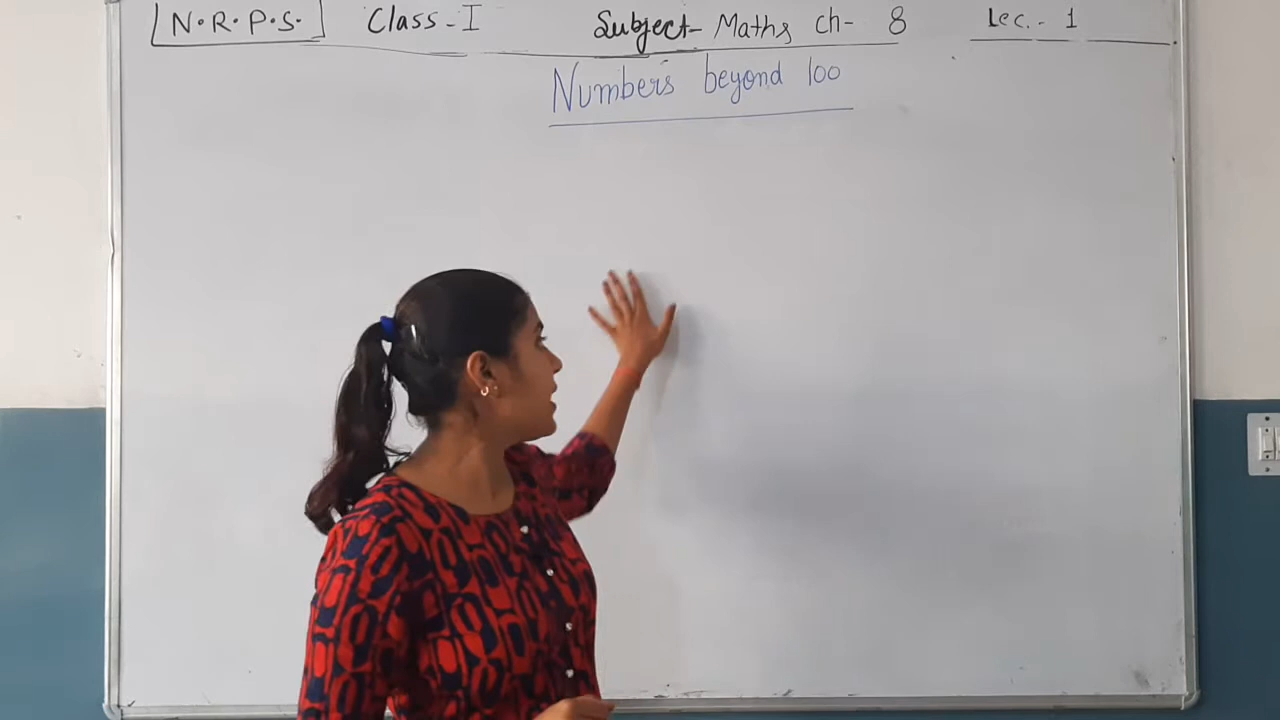 N.R.P.S. Class-I Subject- Maths ch- 8 Lec.- 1
Numbers beyond 100